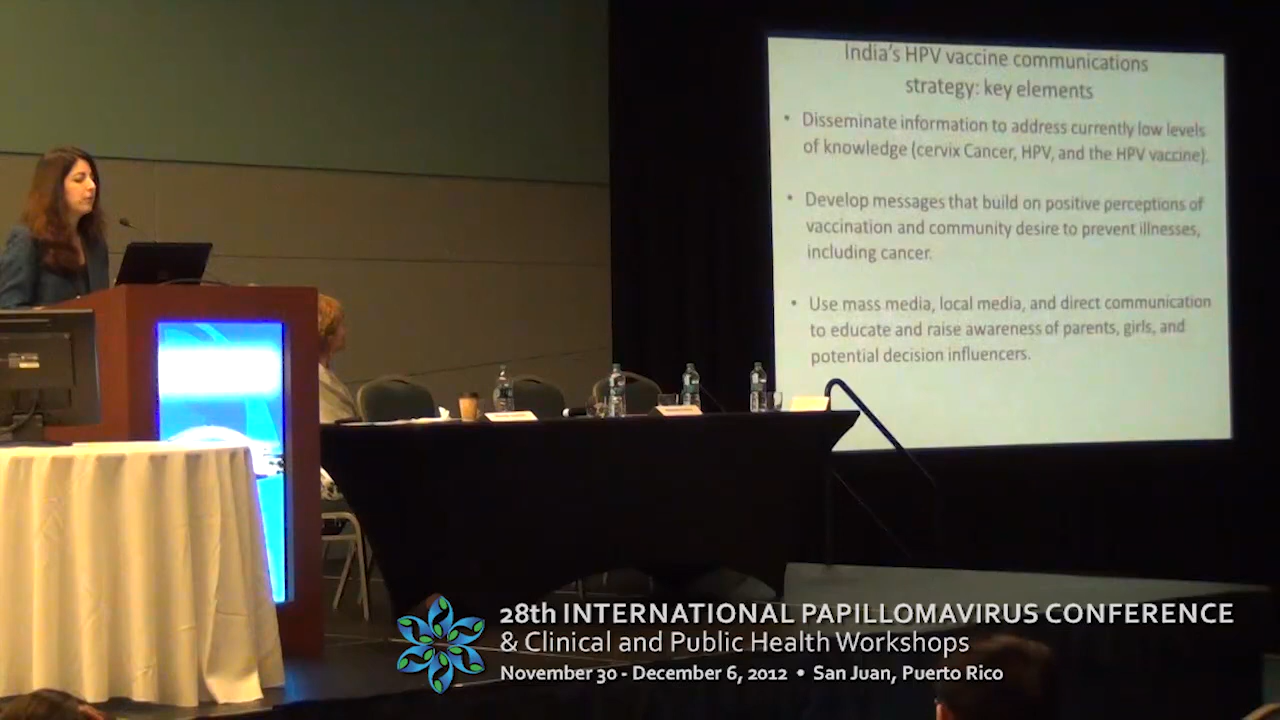 India's HPV vaccine communications
strategy: key elements
• Disseminate information to address currently low levels
of knowledge (cervix Cancer, HPV, and the HPV vaccine).
• Develop messages that build on positive perceptions of
vaccination and community desire to prevent illnesses,
including cancer.
• Use mass media, local media, and direct communication
to educate and raise awareness of parents, girls, and
potential decision influencers.
28th INTERNATIONAL PAPILLOMAVIRUS CONFERENCE
& Clinical and Public Health Workshops
November 30 - December 6, 2012 • San Juan, Puerto Rico